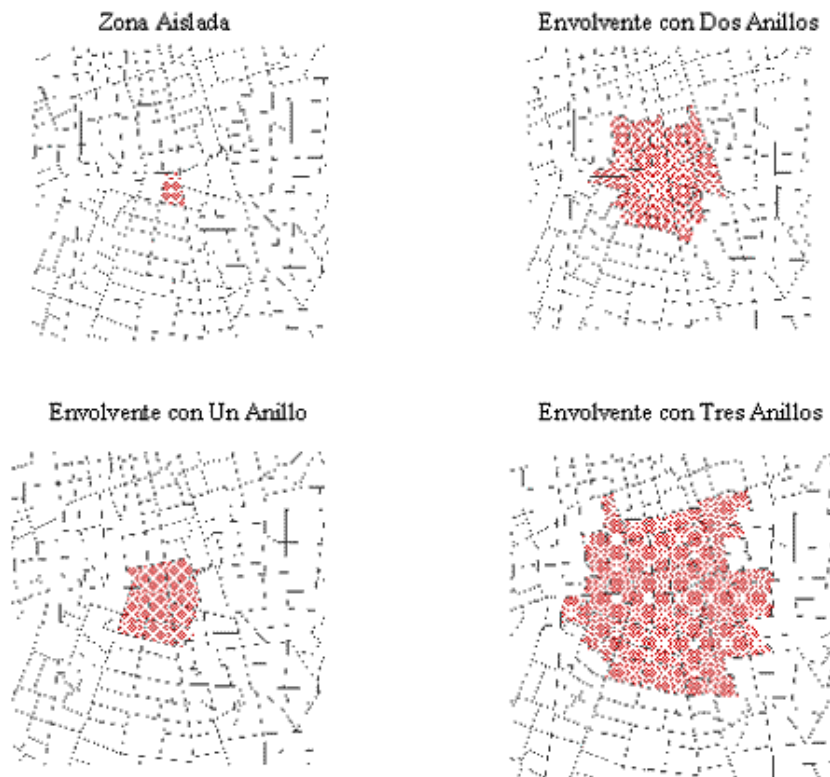 Zona Aislada
Envolvente con Dos Anillos
Envolvente con Un Anillo
Envolvente con Tres Anillos